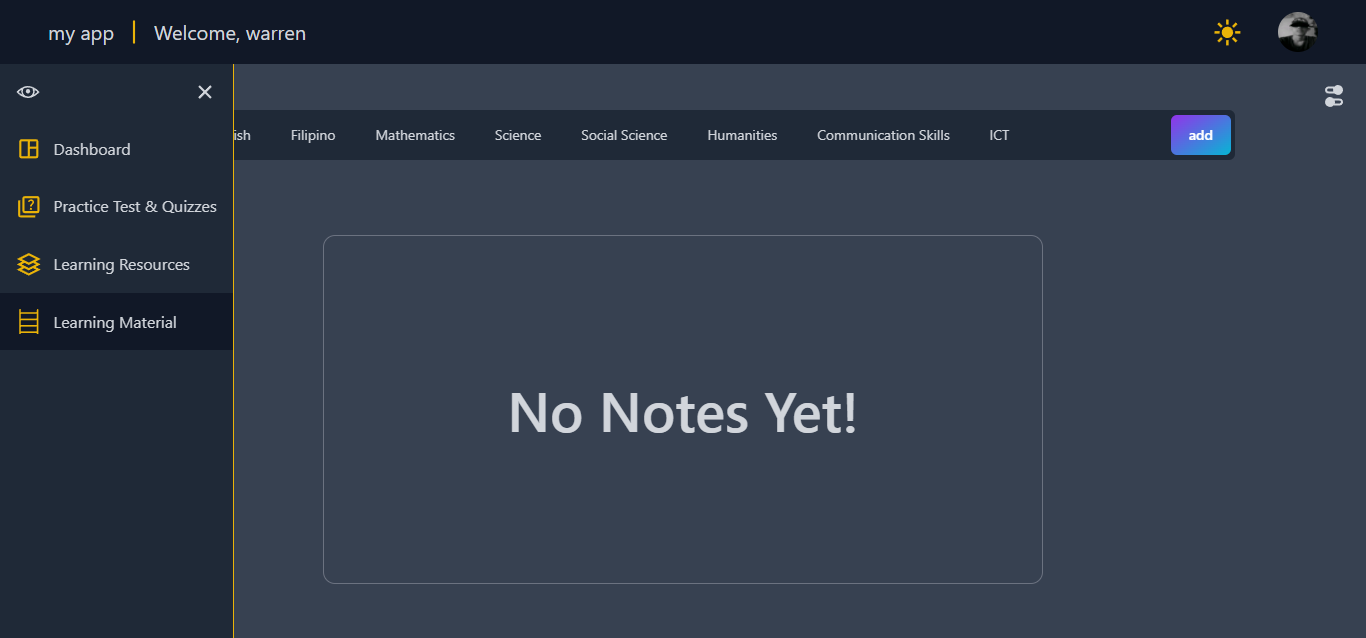 my app | Welcome, warren
Dashboard
Practice Test & Quizzes
Learning Resources
Learning Material
Filipino Mathematics Science Social Science Humanities Communication Skills ICT add
No Notes Yet!